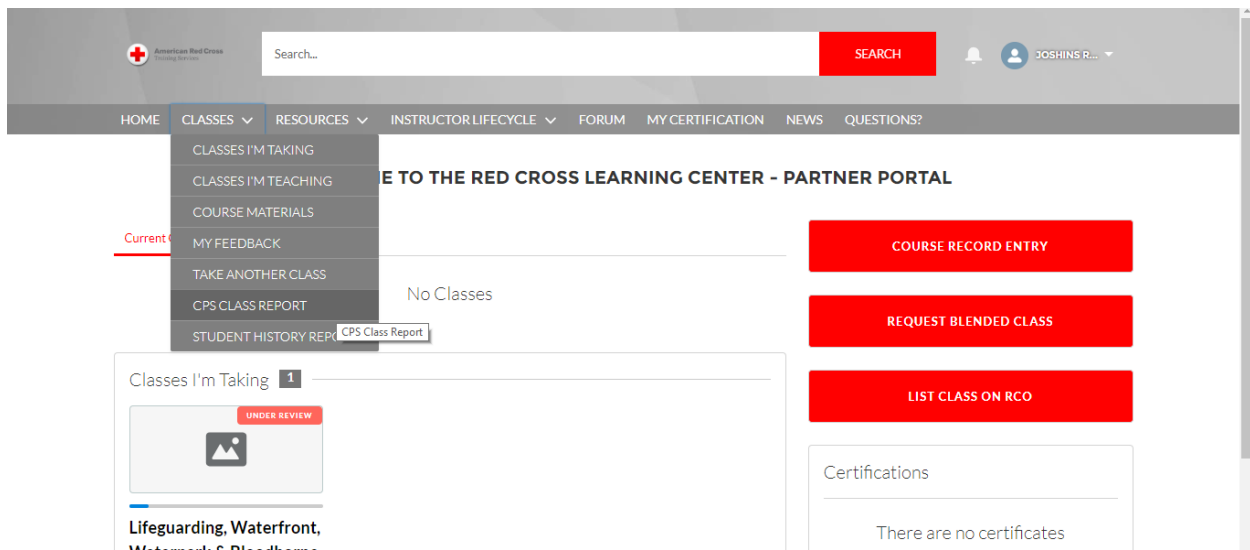 American Red Cross
Training Services
Search...
SEARCH
JOSHINS R...
HOME CLASSES RESOURCES INSTRUCTOR LIFECYCLE FORUM MY CERTIFICATION NEWS QUESTIONS?
CLASSES I'M TAKING
CLASSES I'M TEACHING
COURSE MATERIALS
MY FEEDBACK
TAKE ANOTHER CLASS
CPS CLASS REPORT
STUDENT HISTORY
CPS Class Report
TO THE RED CROSS LEARNING CENTER - PARTNER PORTAL
Current
No Classes
COURSE RECORD ENTRY
REQUEST BLENDED CLASS
LIST CLASS ON RCO
Classes I'm Taking 1
UNDER REVIEW
Lifeguarding, Waterfront,
Certifications
There are no certificates